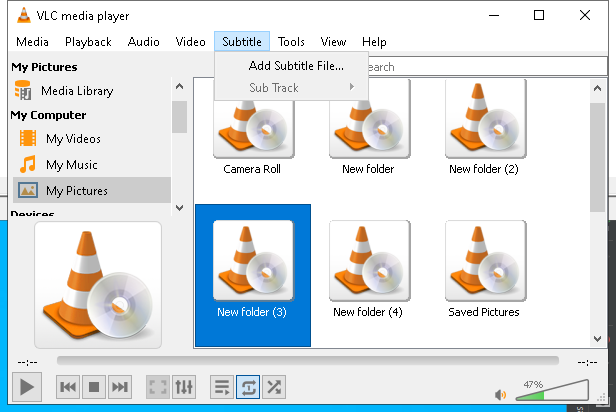 VLC media player
Media Playback Audio Video Subtitle Tools View Help
Add Subtitle File...
Sub Track
My Pictures
Media Library
My Computer
My Videos
My Music
My Pictures
Devices
earch
Camera Roll New folder New folder (2)
New folder (3) New folder (4) Saved Pictures
--:-- --:--
47%